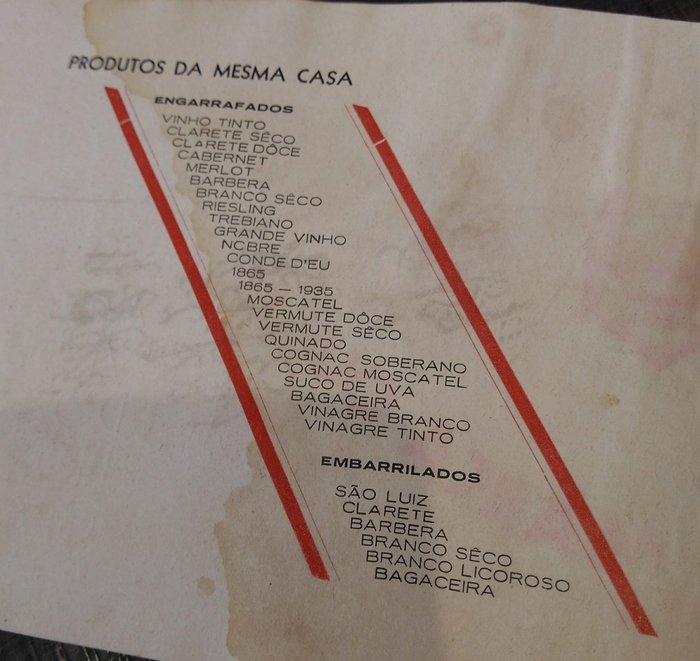 PRODUTOS DA MESMA CASA
ENGARRAFADOS
VINHO TINTO
CLARETE SÊCO
CLARETE DÔCE
CABERNET
MERLOT
BARBERA
BRANCO SÊCO
RIESLING
TREBIANO
GRANDE VINHO
NCBRE
CONDE D'EU
1865
1865 — 1935
MOSCATEL
VERMUTE DÔCE
VERMUTE SÊCO
QUINADO
COGNAC SOBERANO
COGNAC MOSCATEL
SUCO DE UVA
BAGACEIRA
VINAGRE BRANCO
VINAGRE TINTO
EMBARRILADOS
SÃO LUIZ
CLARETE
BARBERA
BRANCO SÊCO
BRANCO LICOROSO
BAGACEIRA